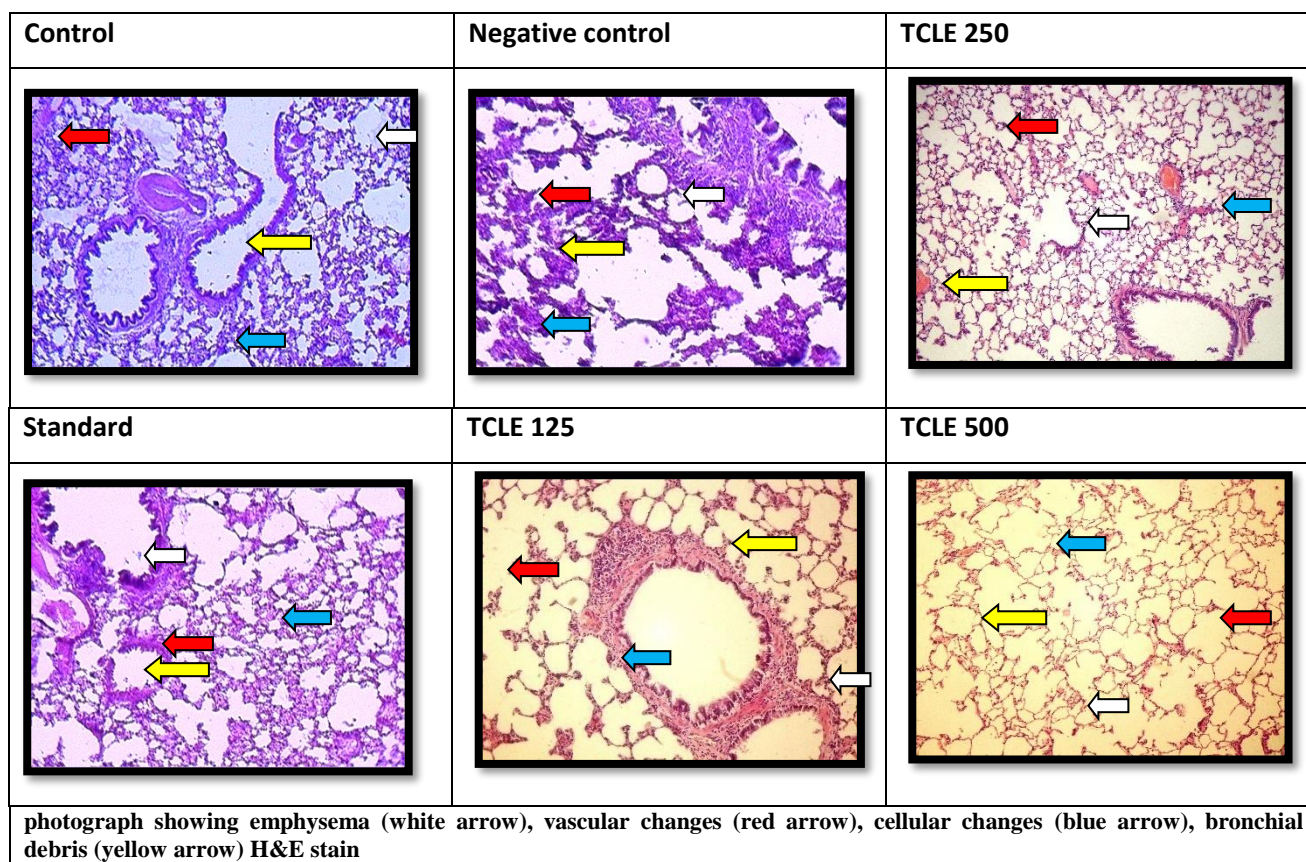 Control Negative control TCLE 250
Standard TCLE 125 TCLE 500
photograph showing emphysema (white arrow), vascular changes (red arrow), cellular changes (blue arrow), bronchial
debris (yellow arrow) H&E stain